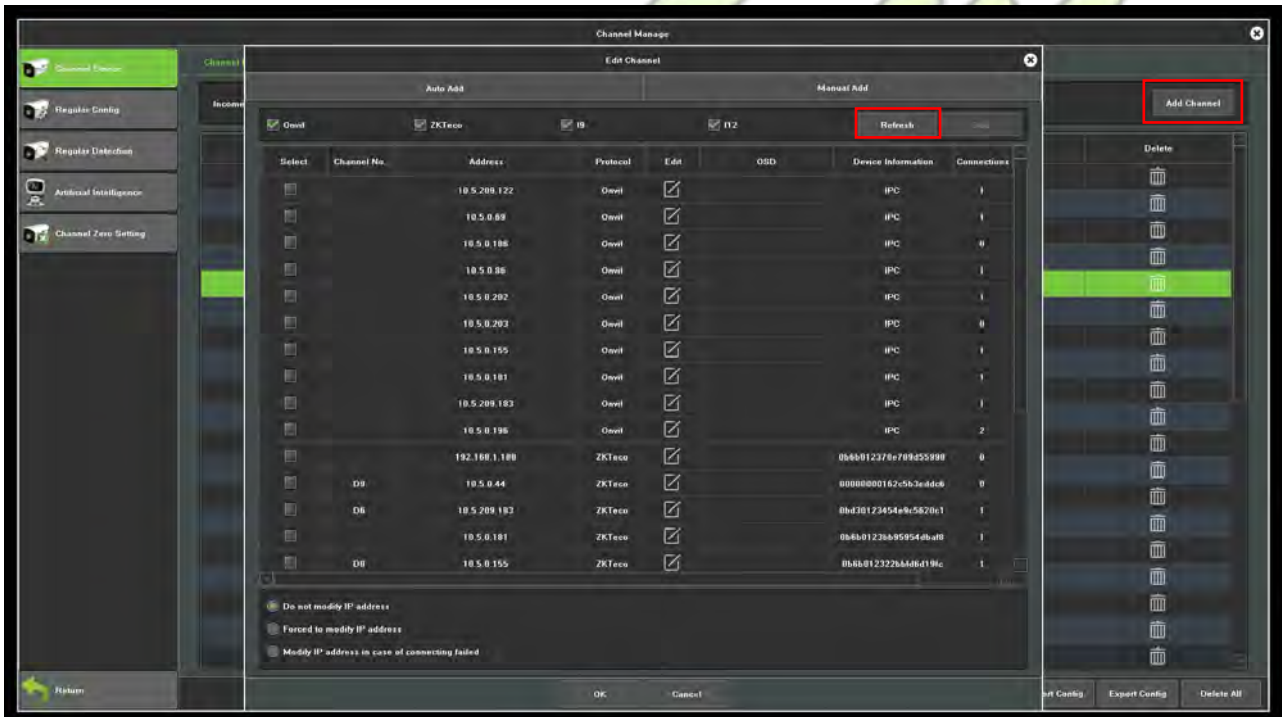 Channel Manage
Edit Channel
Channel Device
Channel
Auto Add Manual Add
Add Channel
Regular Config
Income
Onvif ZKTeco I9 I12 Refresh
Regular Detection
Select Channel No. Address Protocol Edit OSD Device Information Connections
Delete
Artificial Intelligence
10.5.209.122 Onvif IPC 1
10.5.0.69 Onvif IPC 1
Channel Zero Setting
10.5.0.106 Onvif IPC 0
10.5.0.86 Onvif IPC 1
10.5.0.202 Onvif IPC 1
10.5.0.203 Onvif IPC 0
10.5.0.155 Onvif IPC 1
10.5.0.181 Onvif IPC 1
10.5.209.183 Onvif IPC 1
10.5.0.196 Onvif IPC 2
192.168.1.100 ZKTeco 0
10.5.0.44 ZKTeco 0
D6 10.5.209.183 ZKTeco 1
10.5.0.181 ZKTeco 1
10.5.0.155 ZKTeco 1
Do not modify IP address
Forced to modify IP address
Modify IP address in case of connecting failed
Return
OK Cancel
Config Export Config Delete All